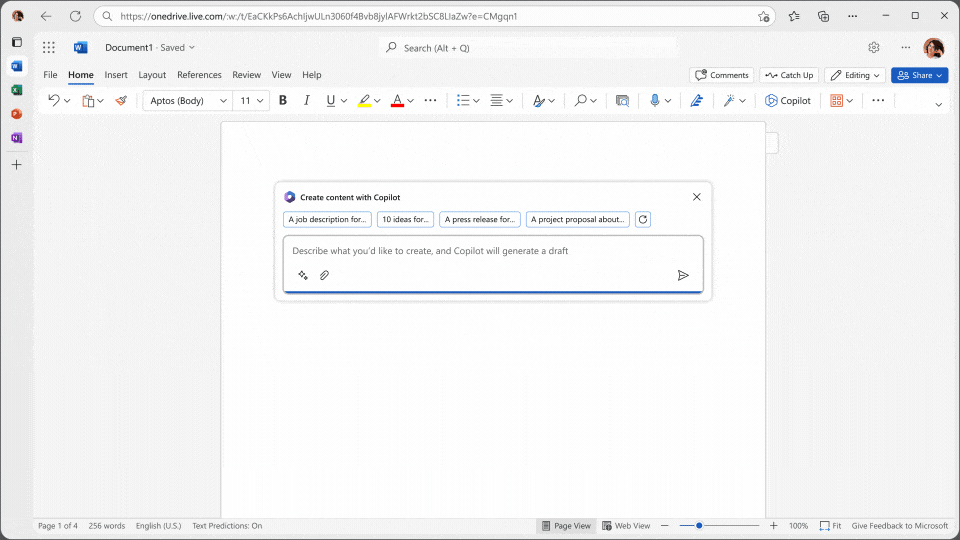 https://onedrive.live.com/:w:/t/EaCKkPs6AchIjwULn3060f4Bvb8jylAFWrkt2bSC8LIaZw?e=CMgqn1
Document1 - Saved
Search (Alt + Q)
File Home Insert Layout References Review View Help
Comments Catch Up Editing Share
Aptos (Body) 11 B I U A A Copilot
Create content with Copilot
A job description for... 10 ideas for... A press release for... A project proposal about...
Describe what you'd like to create, and Copilot will generate a draft
Page 1 of 4 256 words English (U.S.) Text Predictions: On Page View Web View 100% Fit Give Feedback to Microsoft